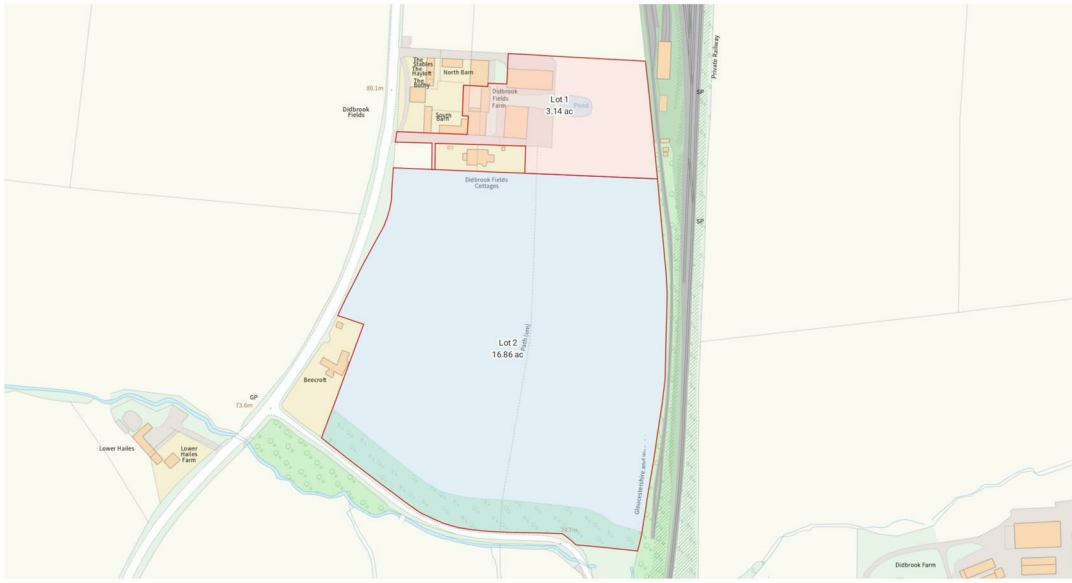 The
Stables
The
Hayloft
The
Bothy
North Barn
80.1m
Didbrook
Fields
Didbrook
Fields
Farm
Lot 1
3.14 ac
Pond
South
Barn
Didbrook Fields
Cottages
Private Railway
SP
SP
Lot 2
16.86 ac
Path (um)
Beecroft
GP
73.6m
Lower Hailes
Lower
Hailes
Farm
Gloucestershire and
Didbrook Farm